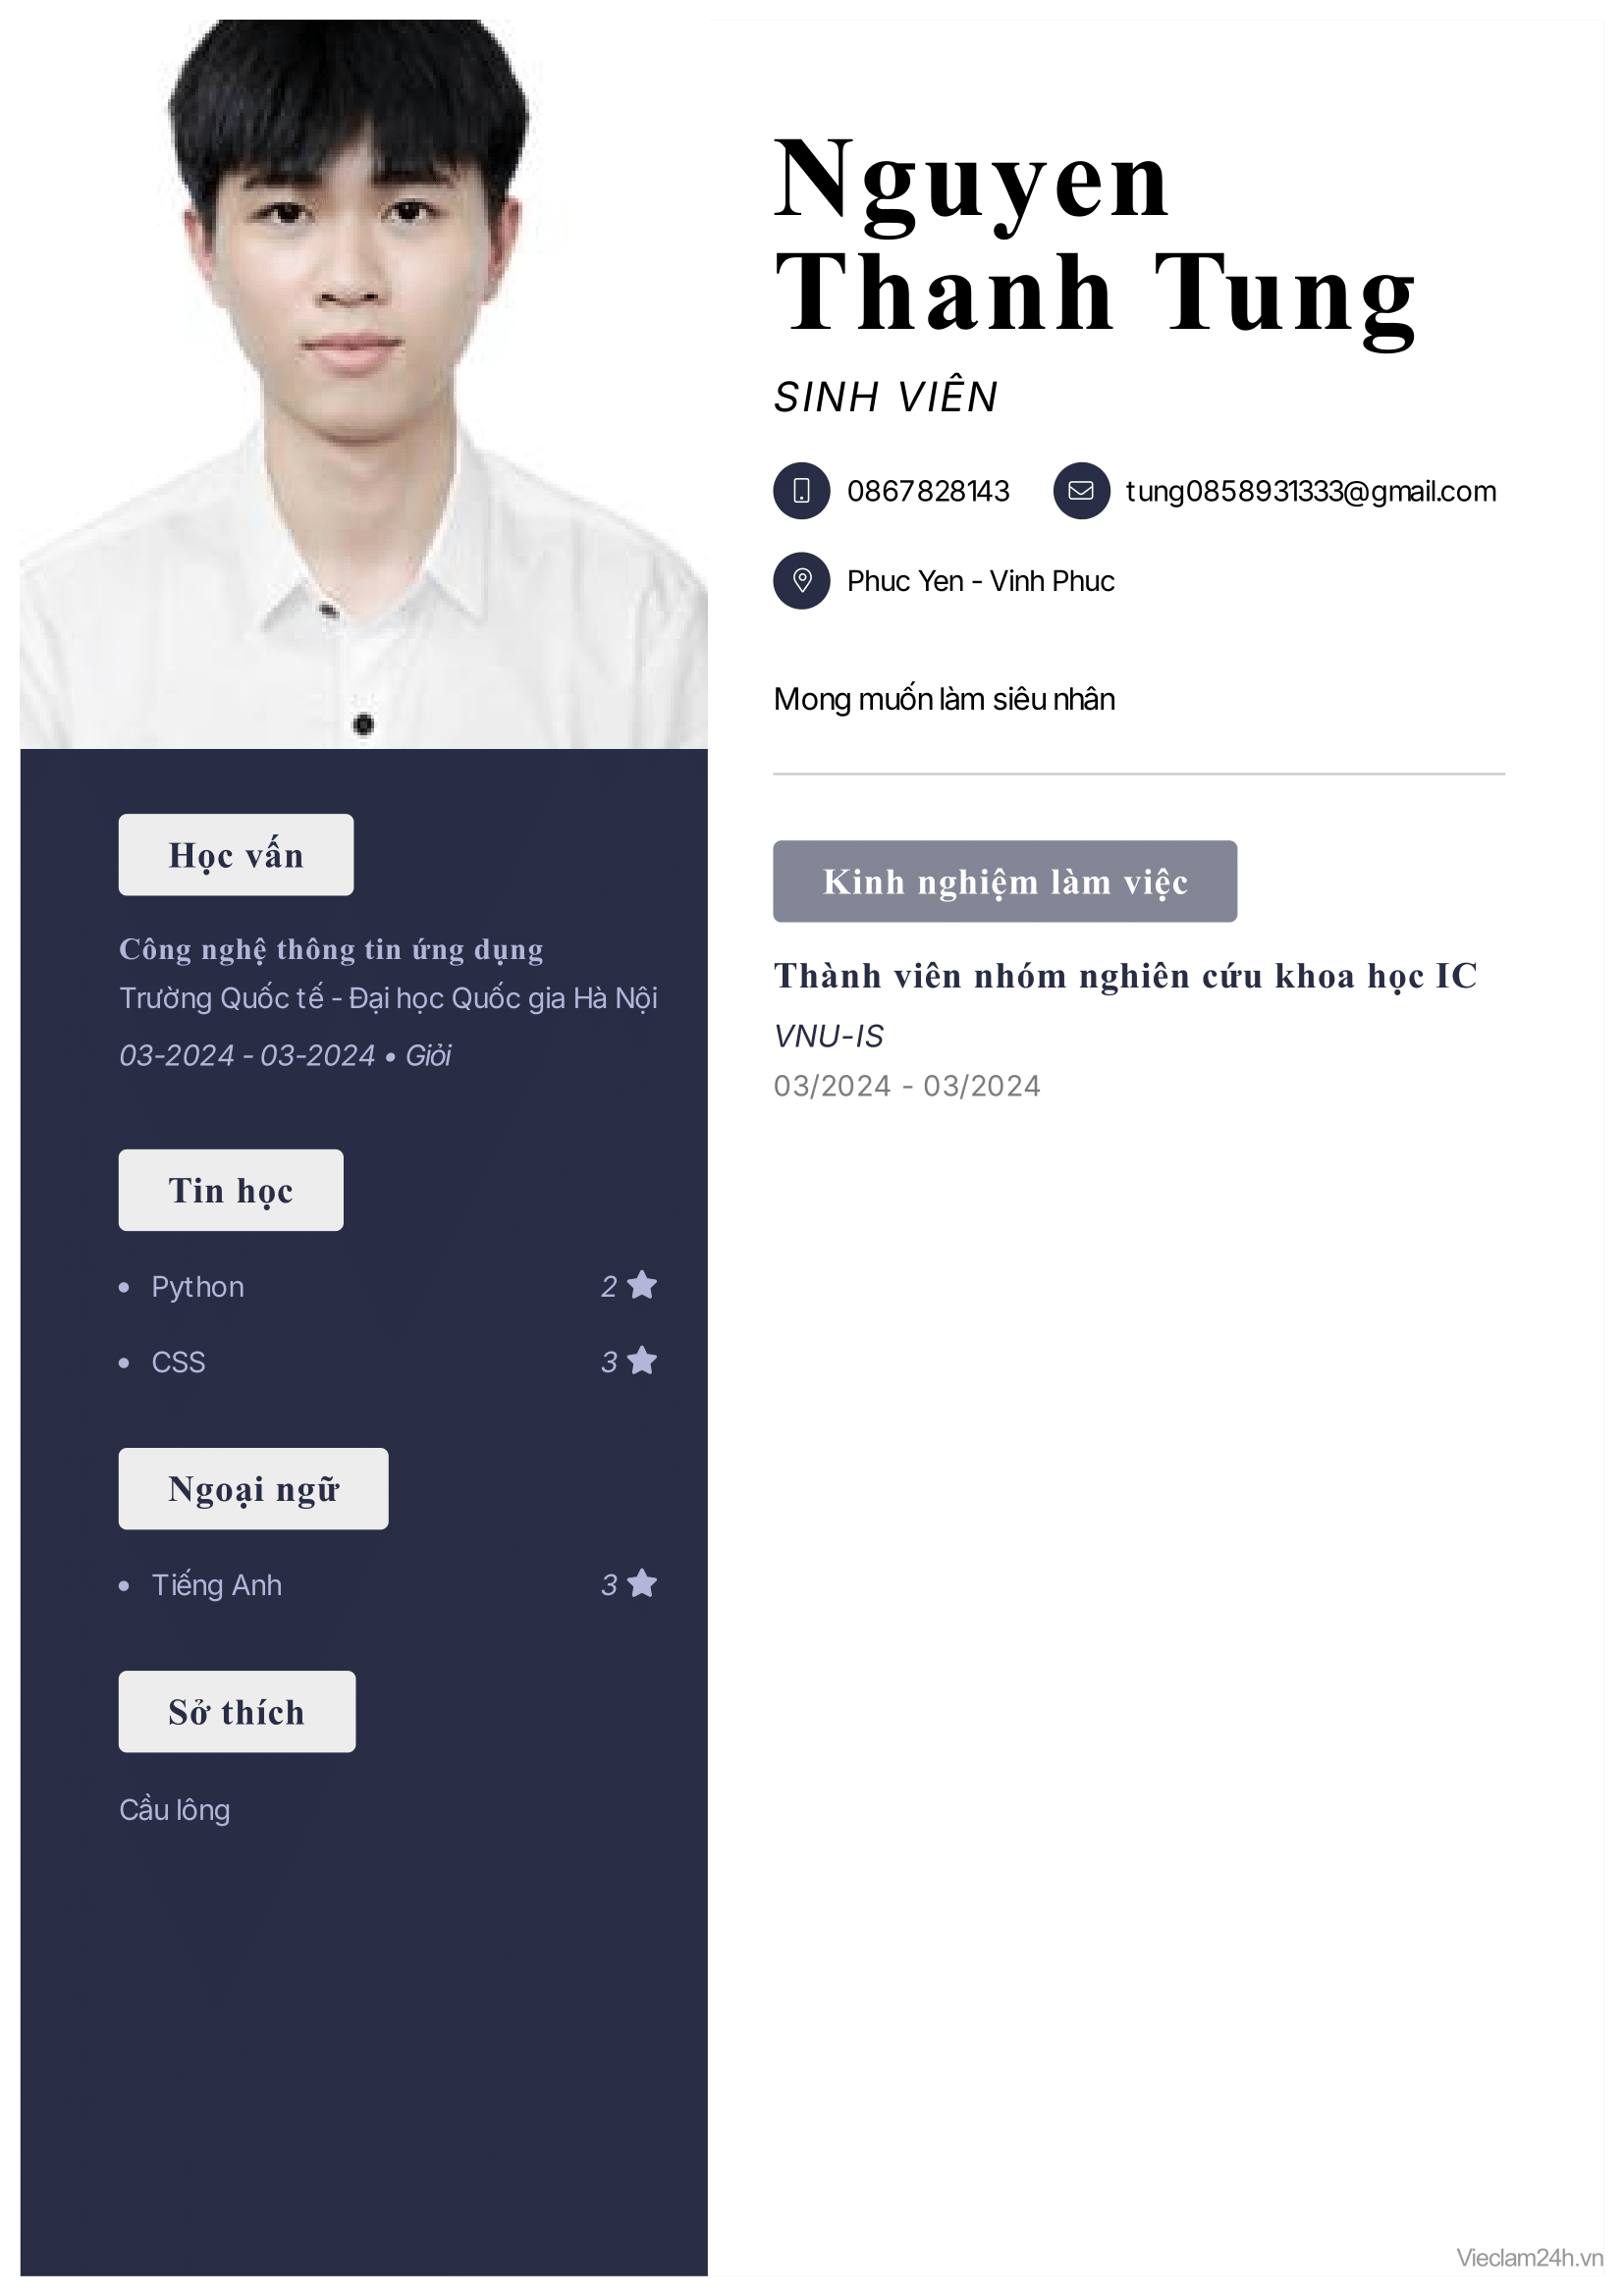 Nguyen
Thanh Tung
SINH VIÊN
0867828143
tung0858931333@gmail.com
Phuc Yen - Vinh Phuc
Mong muốn làm siêu nhân
Học vấn
Công nghệ thông tin ứng dụng
Trường Quốc tế - Đại học Quốc gia Hà Nội
03-2024 - 03-2024 • Giỏi
Tin học
• Python 2 ★
• CSS 3 ★
Ngoại ngữ
• Tiếng Anh 3 ★
Sở thích
Cầu lông
Kinh nghiệm làm việc
Thành viên nhóm nghiên cứu khoa học IC
VNU-IS
03/2024 - 03/2024
Vieclam24h.vn